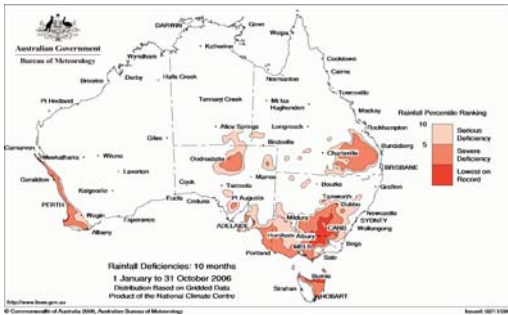 Australian Government
Bureau of Meteorology
DARWIN
Gove
Weipa
Katherine
Wyndham
Cooktown
Derby
Broome
Halls Creek
Normanton
Cairns
Townsville
Tennant Creek
Mt Isa
Hughenden
Mackay
Pt Hedland
Alice Springs
Longreach
Rockhampton
Giles
Birdsville
Bundaberg
Carnarvon
Meekatharra
Wiluna
Oodnadatta
Charleville
BRISBANE
Geraldton
Laverton
Cook
Marree
Bourke
Grafton
Kalgoorlie
Tarcoola
Tamworth
PERTH
Eucla
Ceduna
Pt Augusta
Dubbo
Newcastle
Wagin
Esperance
ADELAIDE
Mildura
SYDNEY
Albany
CANB
Wollongong
Horsham
Albury
Bega
MELB
Portland
Sale
Burnie
Strahan
HOBART
Rainfall Percentile Ranking
10
Serious
Deficiency
5
Severe
Deficiency
Lowest on
Record
Rainfall Deficiencies: 10 months
1 January to 31 October 2006
Distribution Based on Gridded Data
Product of the National Climate Centre
http://www.bom.gov.au
© Commonwealth of Australia 2006, Australian Bureau of Meteorology